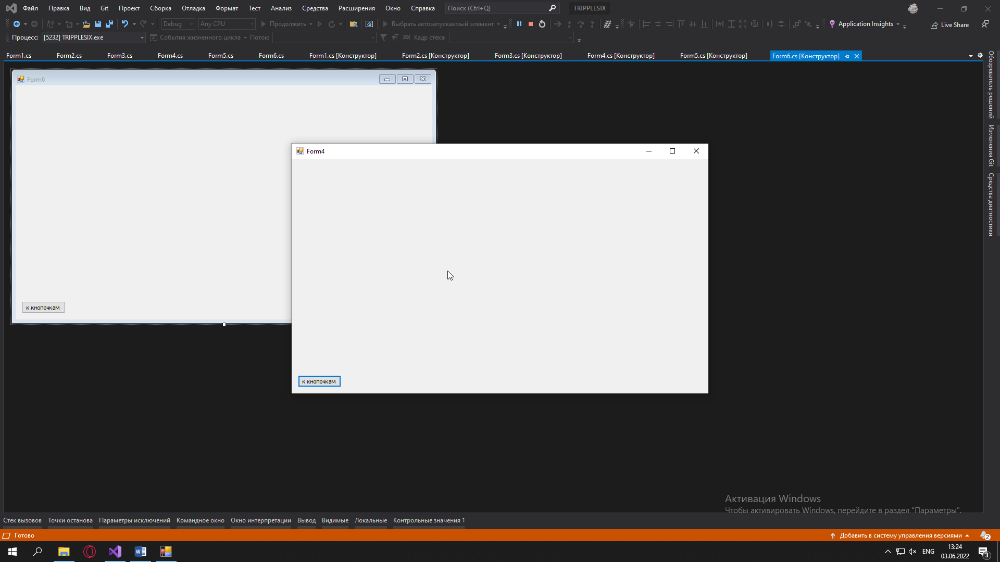 Файл Правка Вид Git Проект Сборка Отладка Формат Тест Анализ Средства Расширения Окно Справка Поиск (Ctrl+Q) TRIPPLESIX
Debug Any CPU Продолжить Выбрать автозапускаемый элемент Application Insights Live Share
Процесс: [5232] TRIPPLESIX.exe События жизненного цикла Поток: Кадр стека:
Form1.cs Form2.cs Form3.cs Form4.cs Form5.cs Form6.cs Form1.cs [Конструктор] Form2.cs [Конструктор] Form3.cs [Конструктор] Form4.cs [Конструктор] Form5.cs [Конструктор] Form6.cs [Конструктор]
Обозреватель решений
Изменения Git
Средства диагностики
Form6
к кнопочкам
Form4
к кнопочкам
Активация Windows
Чтобы активировать Windows, перейдите в раздел "Параметры".
Стек вызовов Точки останова Параметры исключений Командное окно Окно интерпретации Вывод Видимые Локальные Контрольные значения 1
Готово Добавить в систему управления версиями 2
ENG 13:24
03.06.2022 3